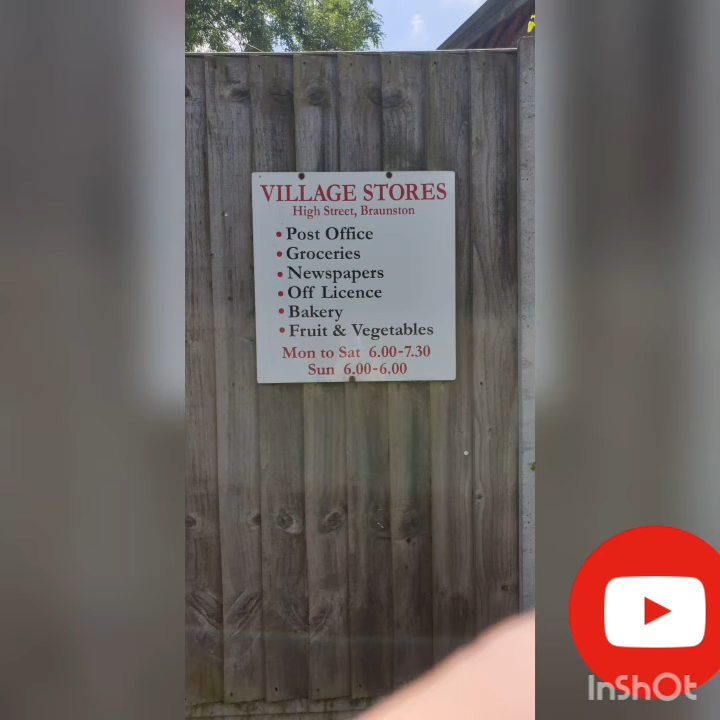 VILLAGE STORES
High Street, Braunston
• Post Office
• Groceries
• Newspapers
• Off Licence
• Bakery
• Fruit & Vegetables
Mon to Sat 6.00-7.30
Sun 6.00-6.00
InShOt